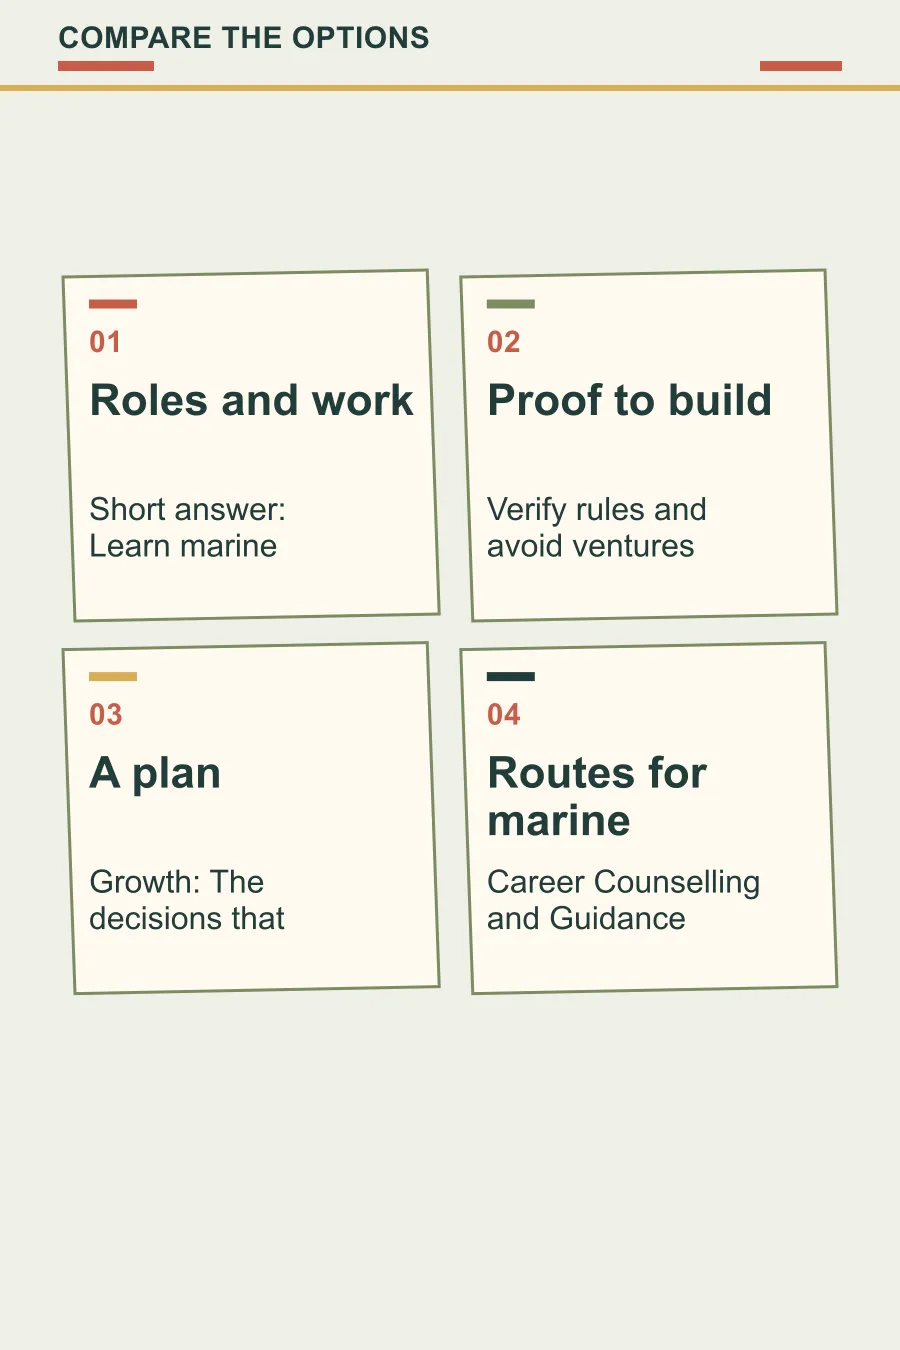 COMPARE THE OPTIONS
01
Roles and work
Short answer:
Learn marine
02
Proof to build
Verify rules and
avoid ventures
03
A plan
Growth: The
decisions that
04
Routes for
marine
Career Counselling
and Guidance